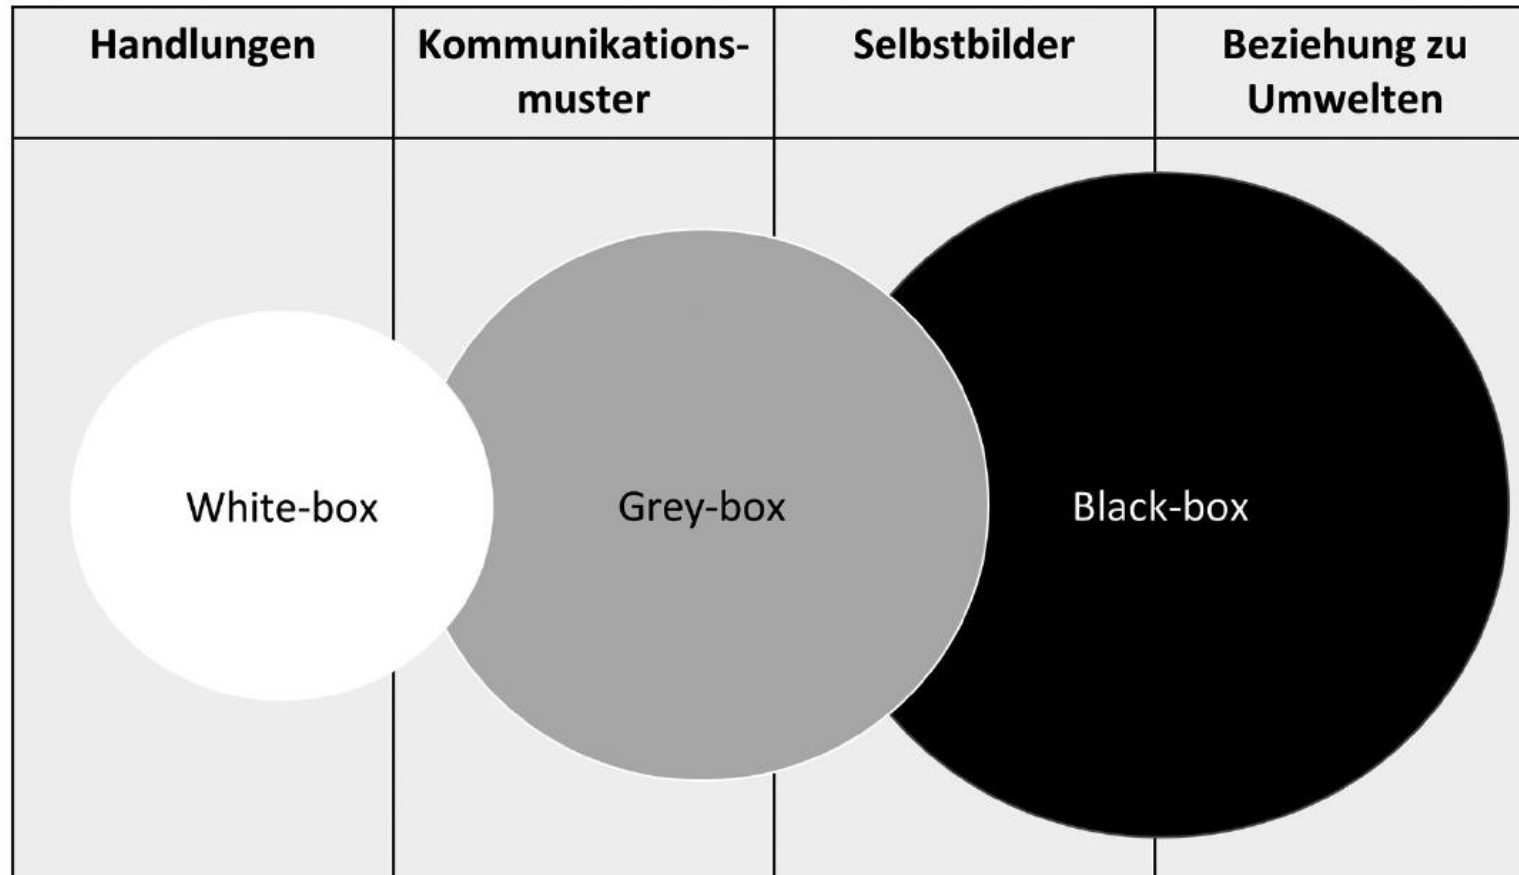 Handlungen
Kommunikations-
muster
Selbstbilder
Beziehung zu
Umwelten
White-box
Grey-box
Black-box